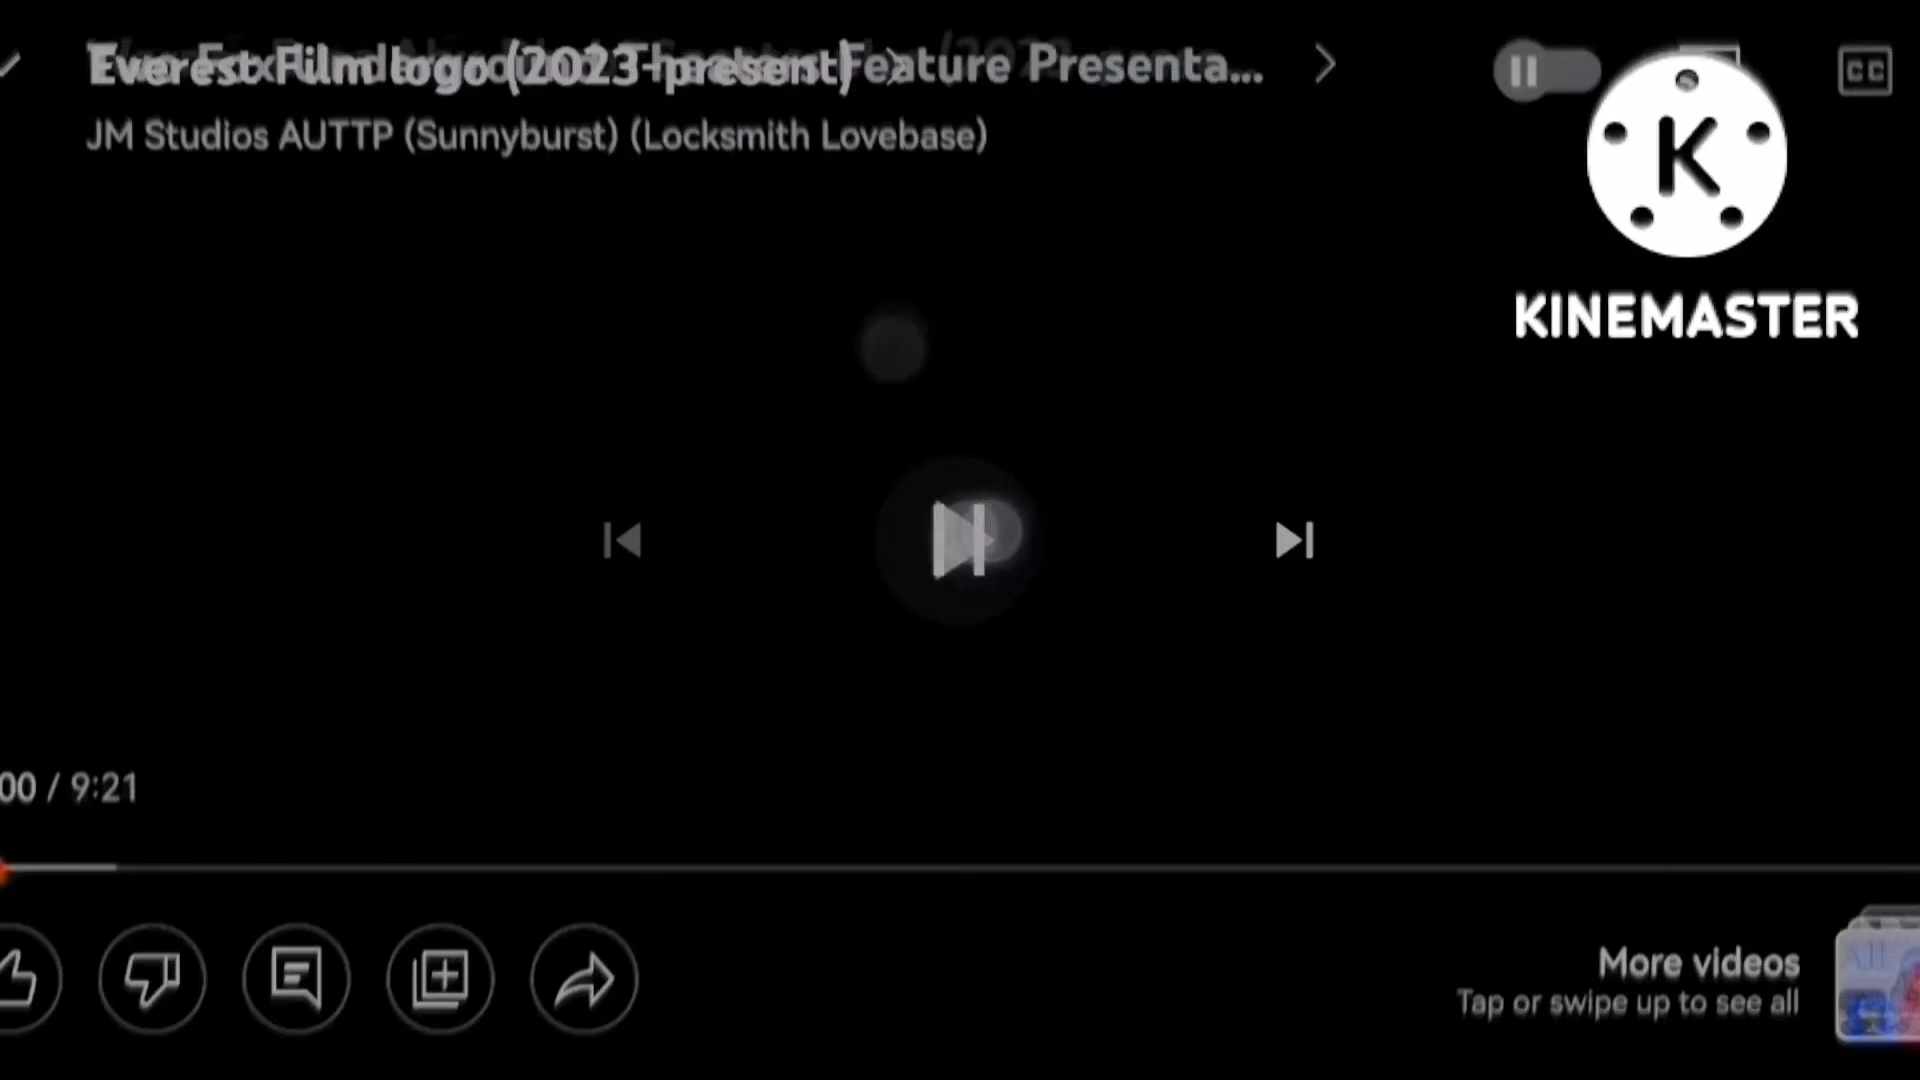 Everest Film logo (2023-present) Feature Presenta...
JM Studios AUTTP (Sunnyburst) (Locksmith Lovebase)
CC
K
KINEMASTER
00 / 9:21
More videos
Tap or swipe up to see all